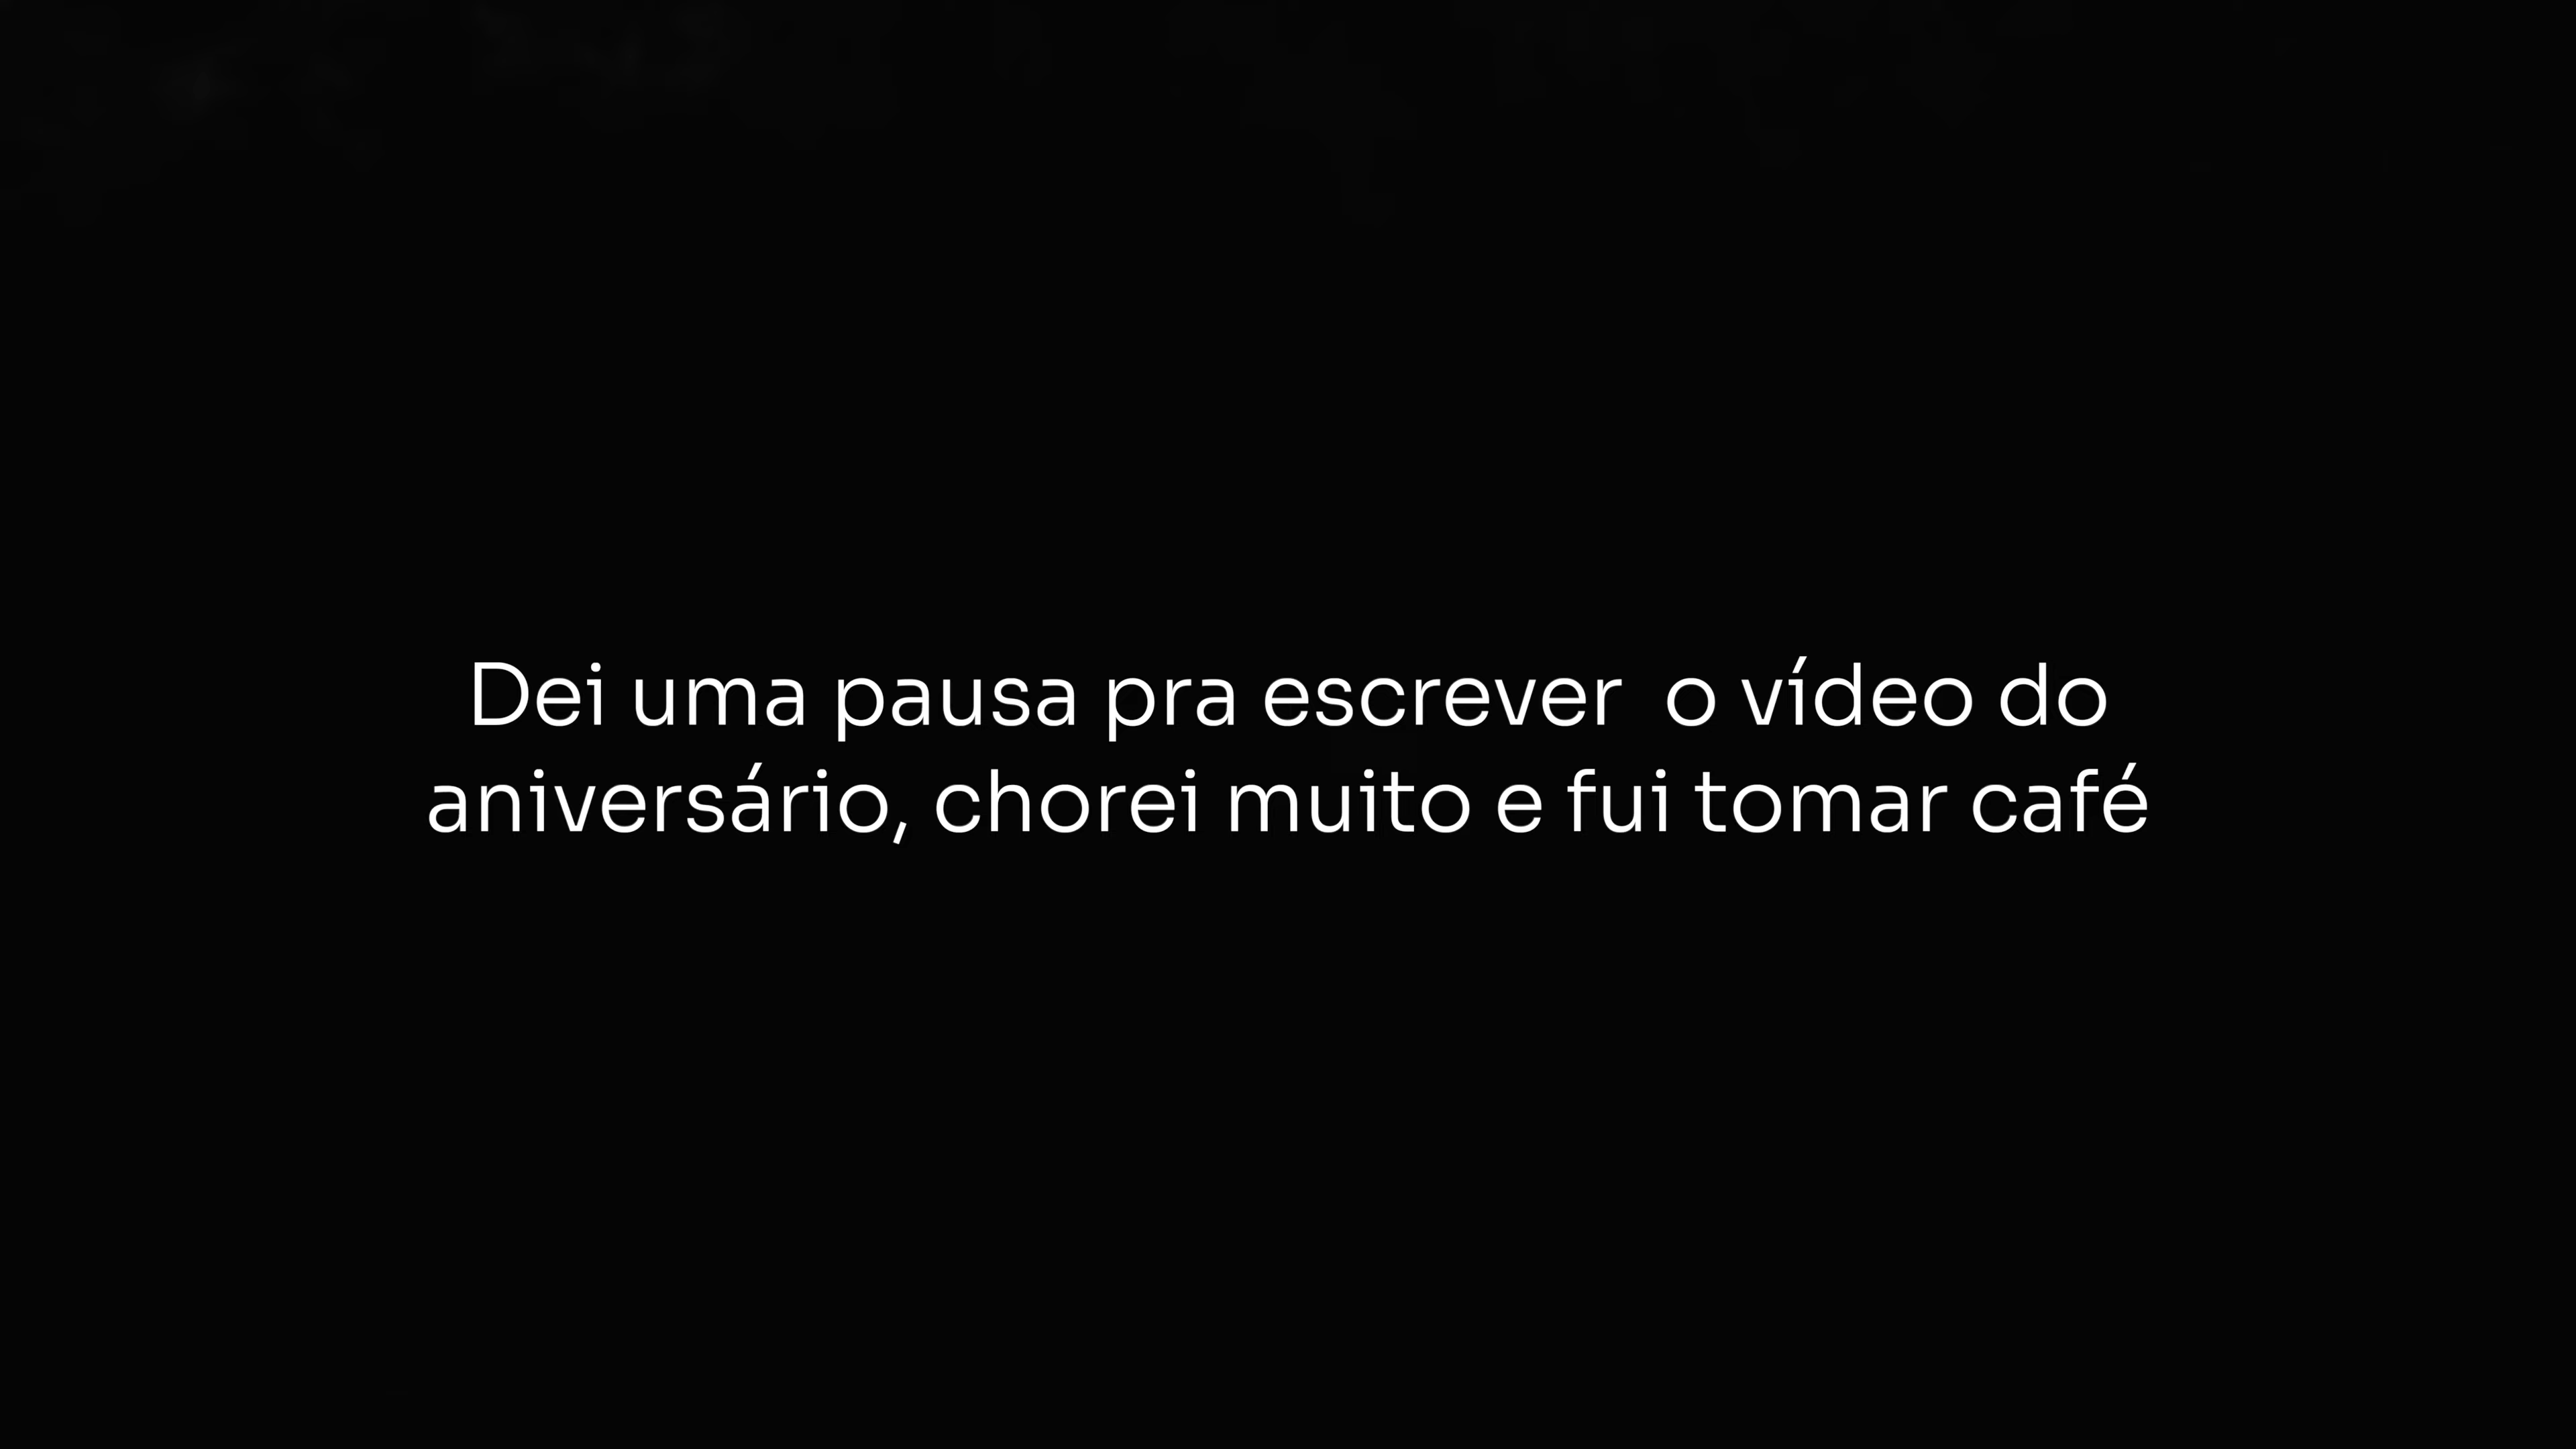 Dei uma pausa pra escrever  o vídeo do
aniversário, chorei muito e fui tomar café